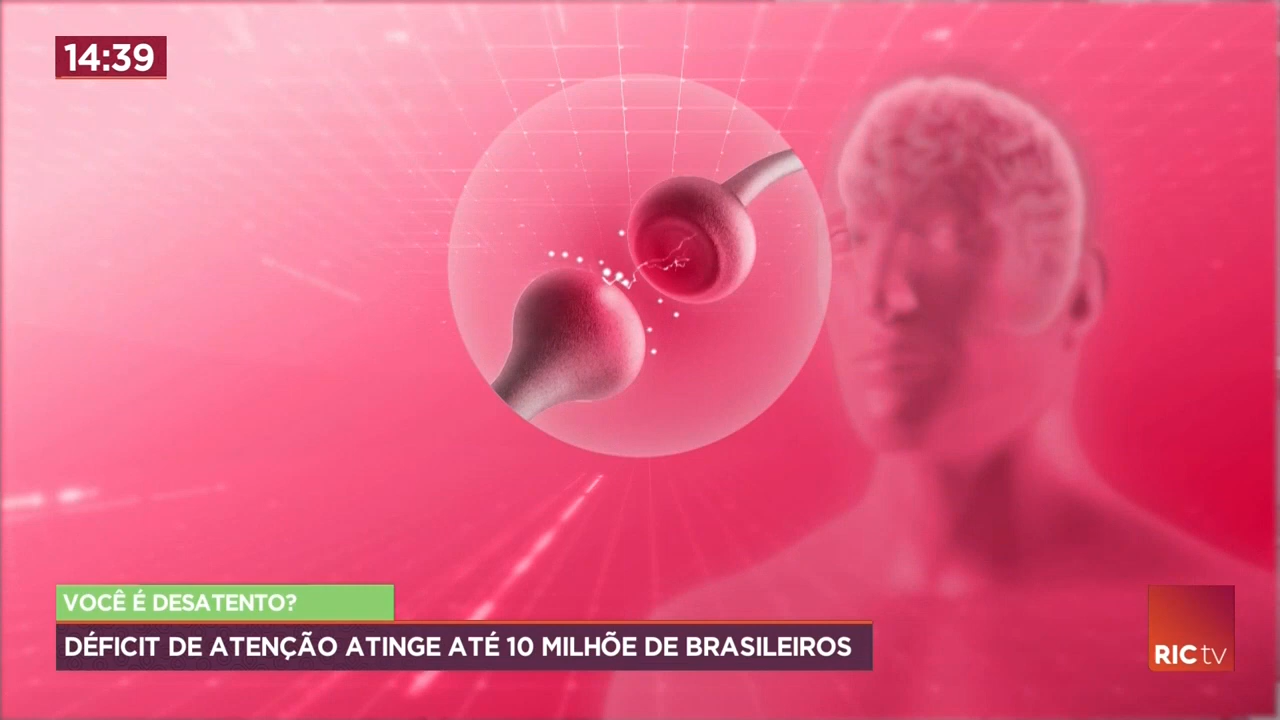 14:39
VOCÊ É DESATENTO?
DÉFICIT DE ATENÇÃO ATINGE ATÉ 10 MILHÕE DE BRASILEIROS
RIC tv